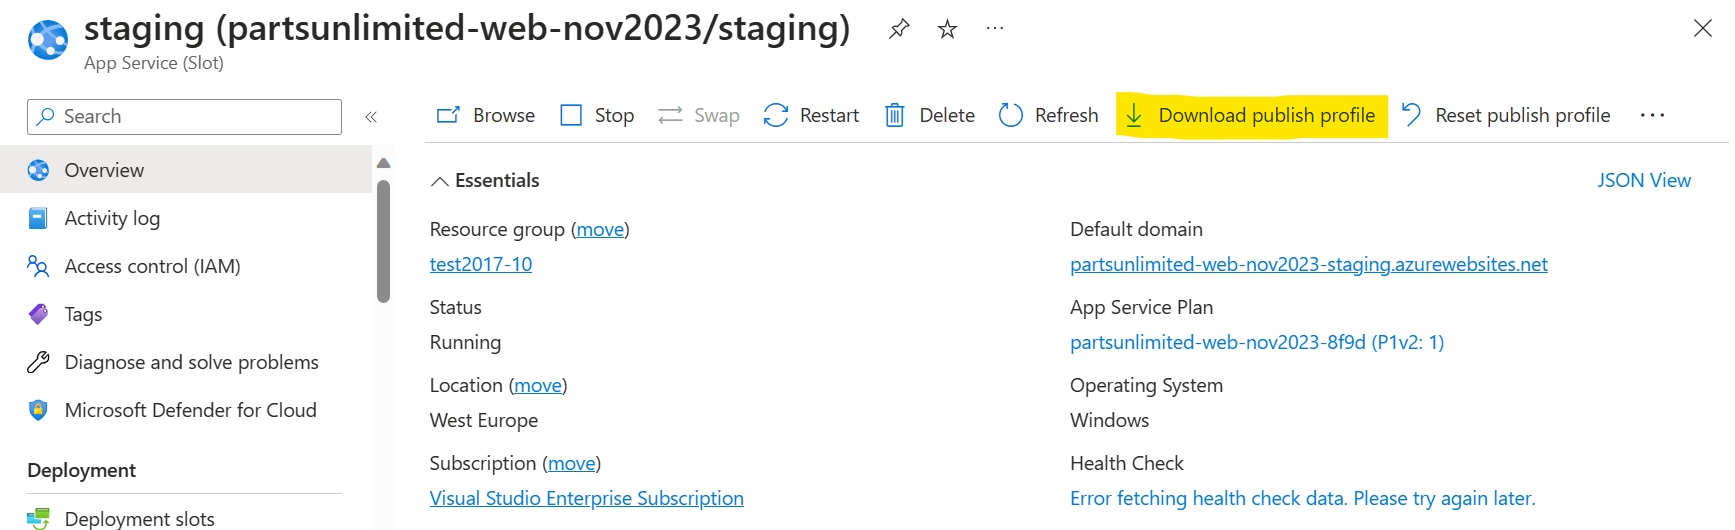 staging (partsunlimited-web-nov2023/staging)
App Service (Slot)
Search
Overview
Activity log
Access control (IAM)
Tags
Diagnose and solve problems
Microsoft Defender for Cloud
Deployment
Deployment slots
Browse Stop Swap Restart Delete Refresh Download publish profile Reset publish profile
Essentials
JSON View
Resource group (move)
test2017-10
Status
Running
Location (move)
West Europe
Subscription (move)
Visual Studio Enterprise Subscription
Default domain
partsunlimited-web-nov2023-staging.azurewebsites.net
App Service Plan
partsunlimited-web-nov2023-8f9d (P1v2: 1)
Operating System
Windows
Health Check
Error fetching health check data. Please try again later.